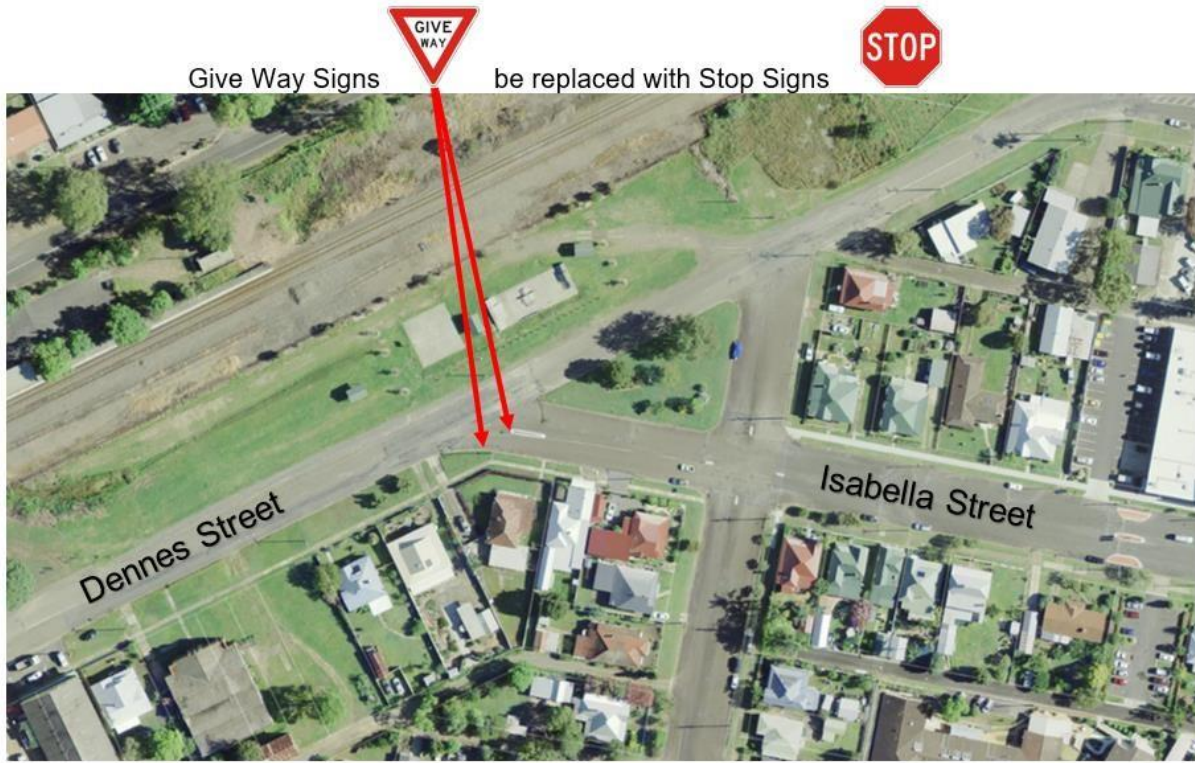 GIVE
WAY
STOP
Give Way Signs be replaced with Stop Signs
Isabella Street
Dennes Street